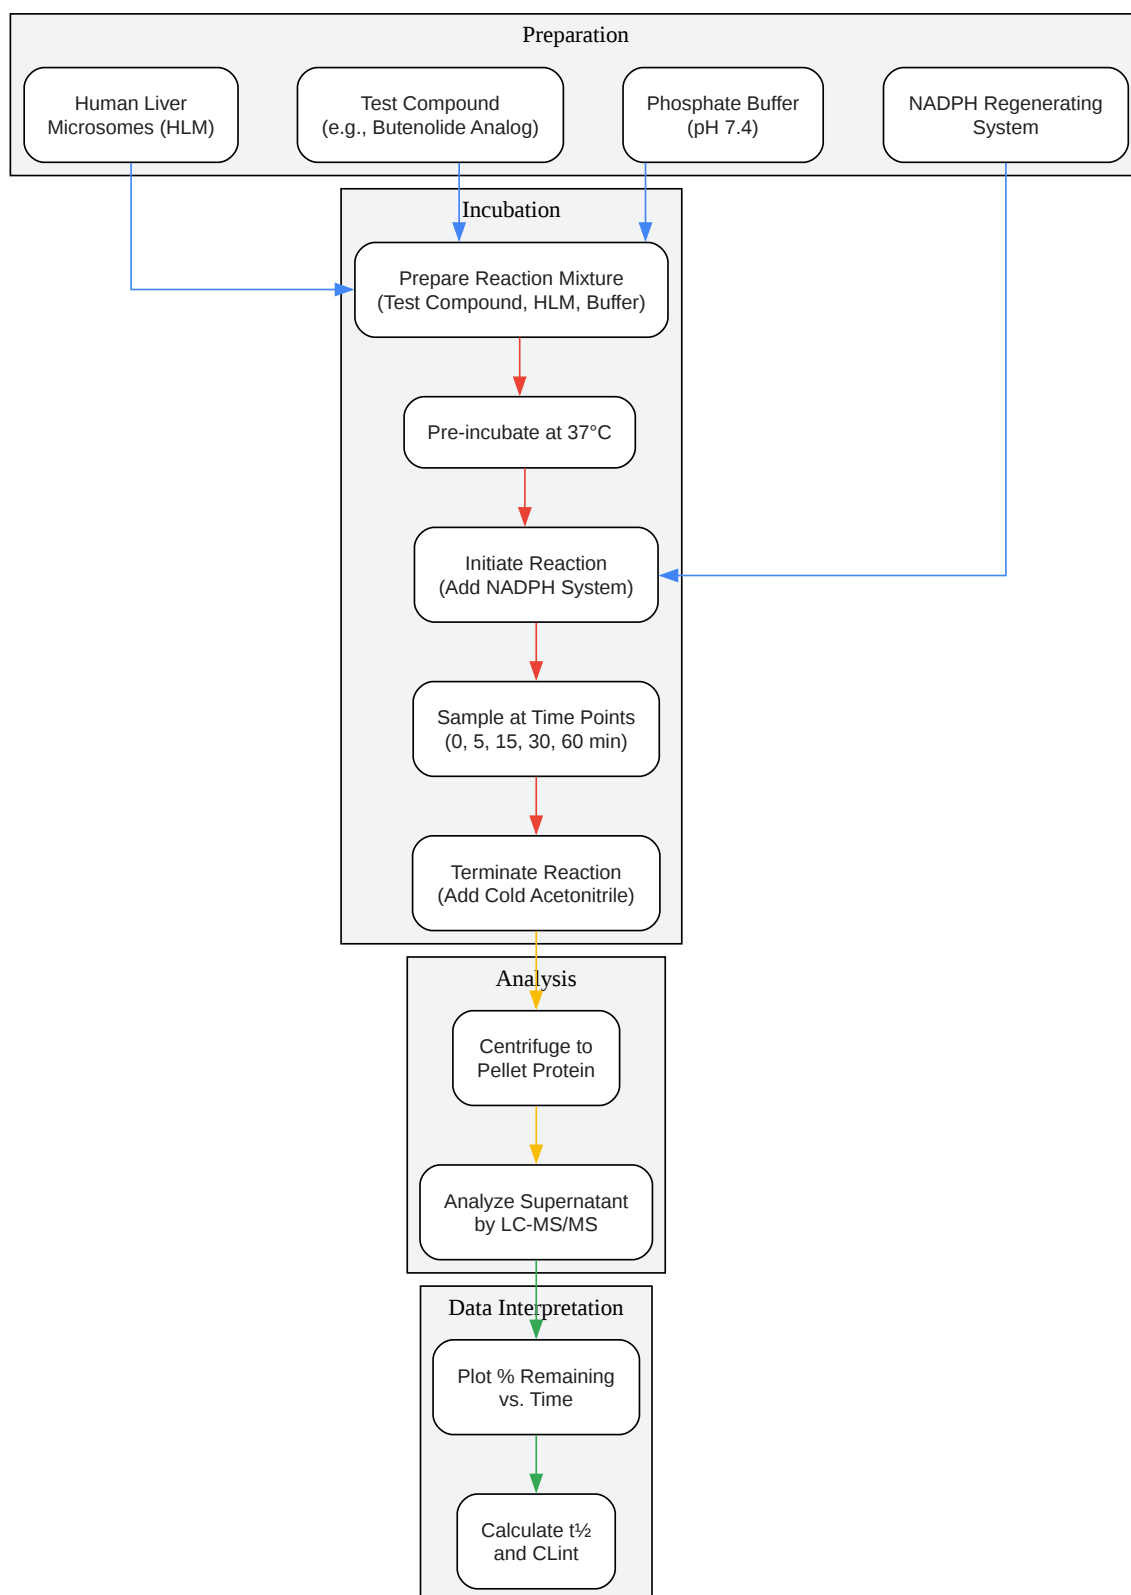 Preparation
Human Liver
Microsomes (HLM)
Test Compound
(e.g., Butenolide Analog)
Phosphate Buffer
(pH 7.4)
NADPH Regenerating
System
Incubation
Prepare Reaction Mixture
(Test Compound, HLM, Buffer)
Pre-incubate at 37°C
Initiate Reaction
(Add NADPH System)
Sample at Time Points
(0, 5, 15, 30, 60 min)
Terminate Reaction
(Add Cold Acetonitrile)
Analysis
Centrifuge to
Pellet Protein
Analyze Supernatant
by LC-MS/MS
Data Interpretation
Plot % Remaining
vs. Time
Calculate t½
and CLint